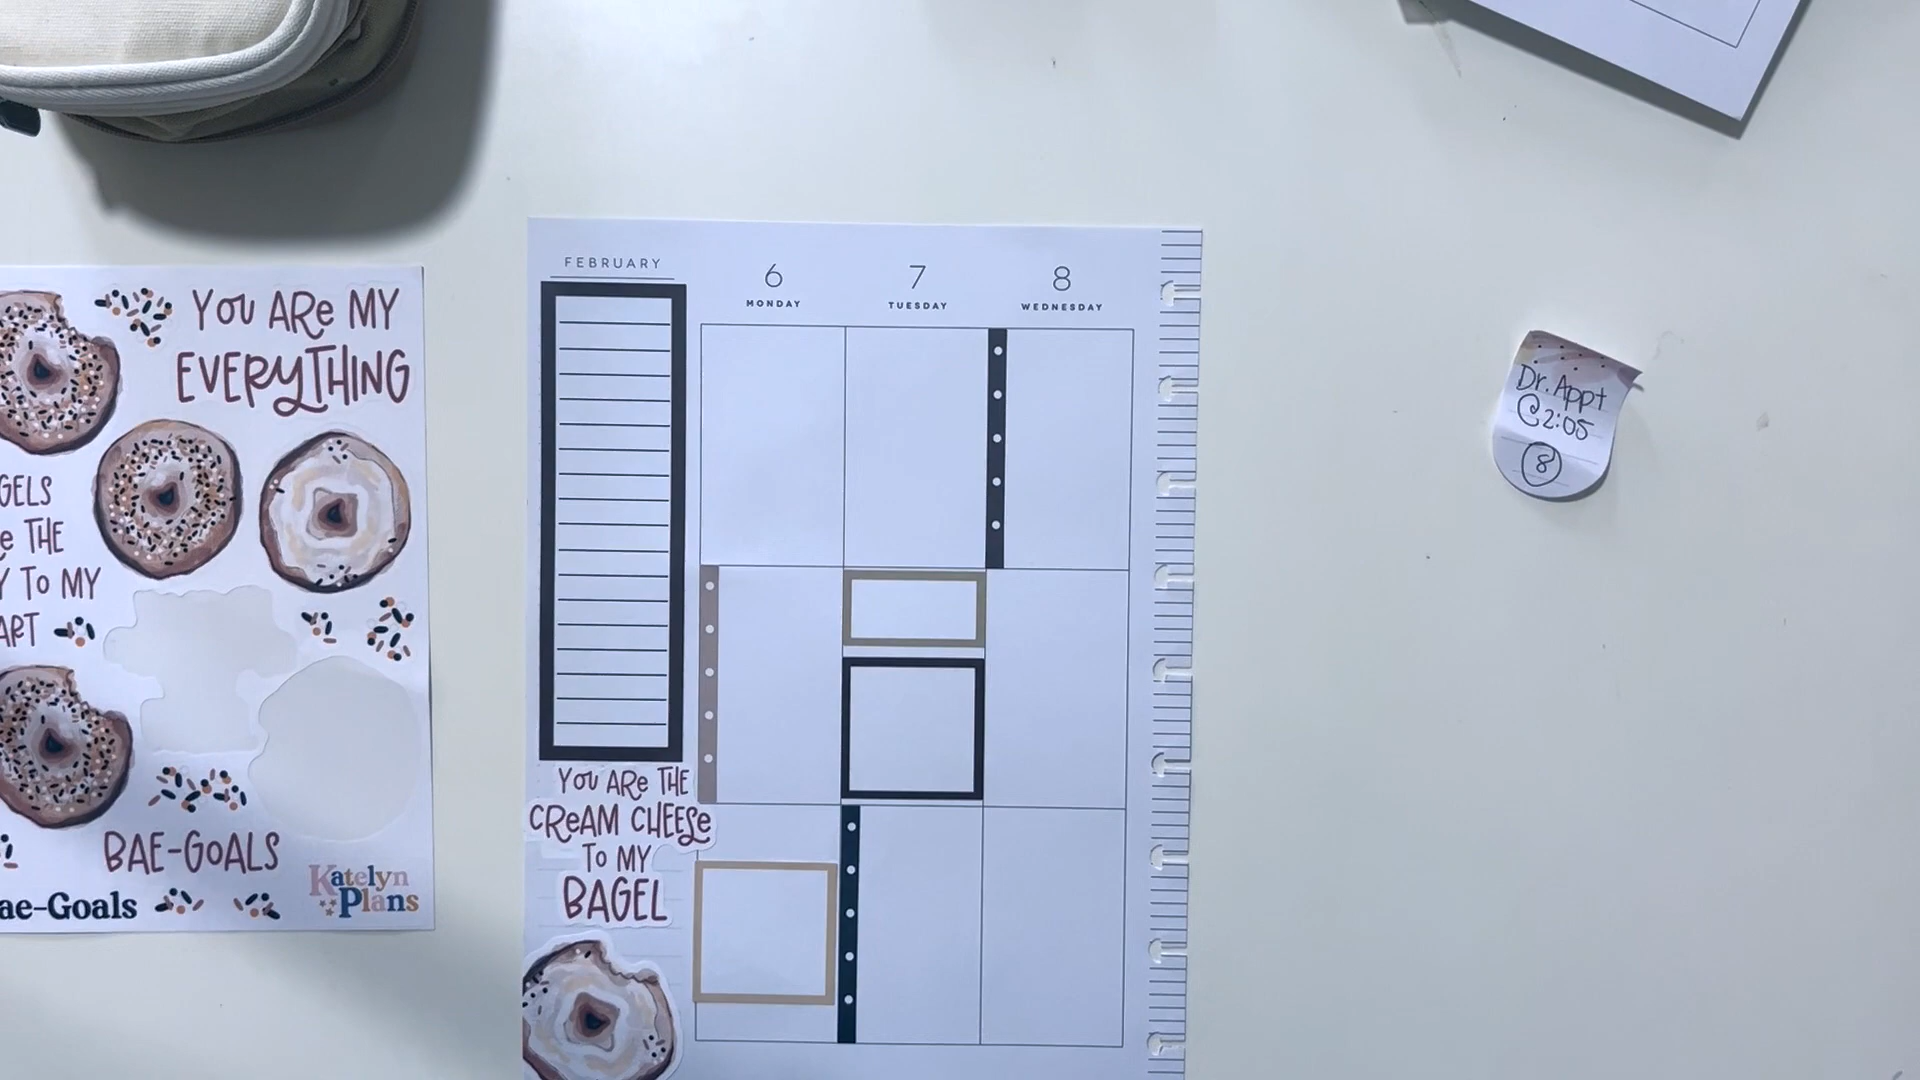 YOU ARE MY
EVERYTHING
GELS
THE
TO MY
ART
BAE-GOALS
ae-Goals
Katelyn
Plans
FEBRUARY
6
MONDAY
7
TUESDAY
8
WEDNESDAY
YOU ARE THE
CREAM CHEESE
TO MY
BAGEL
Dr. Appt
@2:05
8